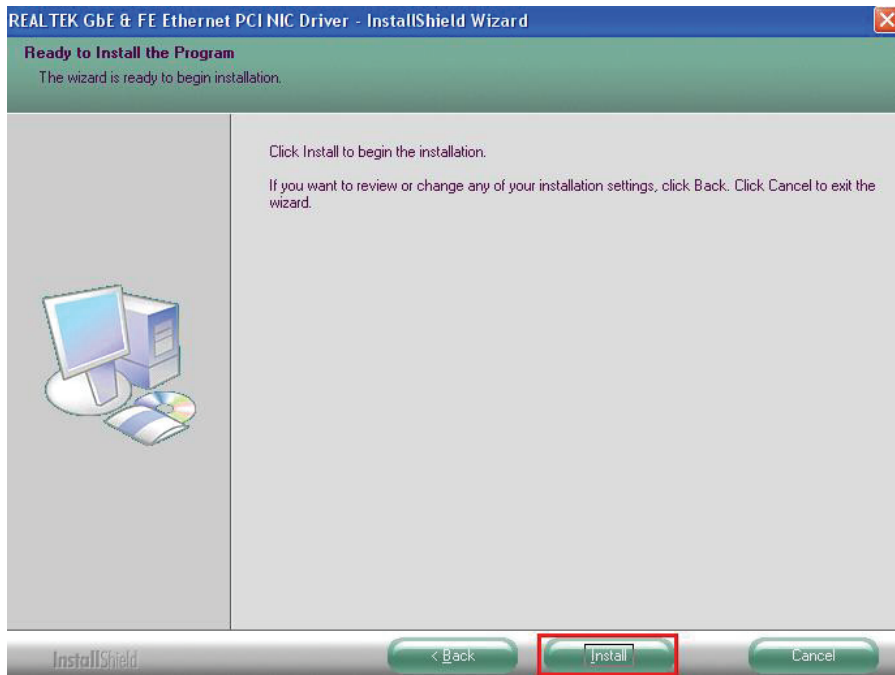 REALTEK GbE & FE Ethernet PCI NIC Driver - InstallShield Wizard
Ready to Install the Program
The wizard is ready to begin installation.
Click Install to begin the installation.
If you want to review or change any of your installation settings, click Back. Click Cancel to exit the
wizard.
InstallShield
< Back
Install
Cancel